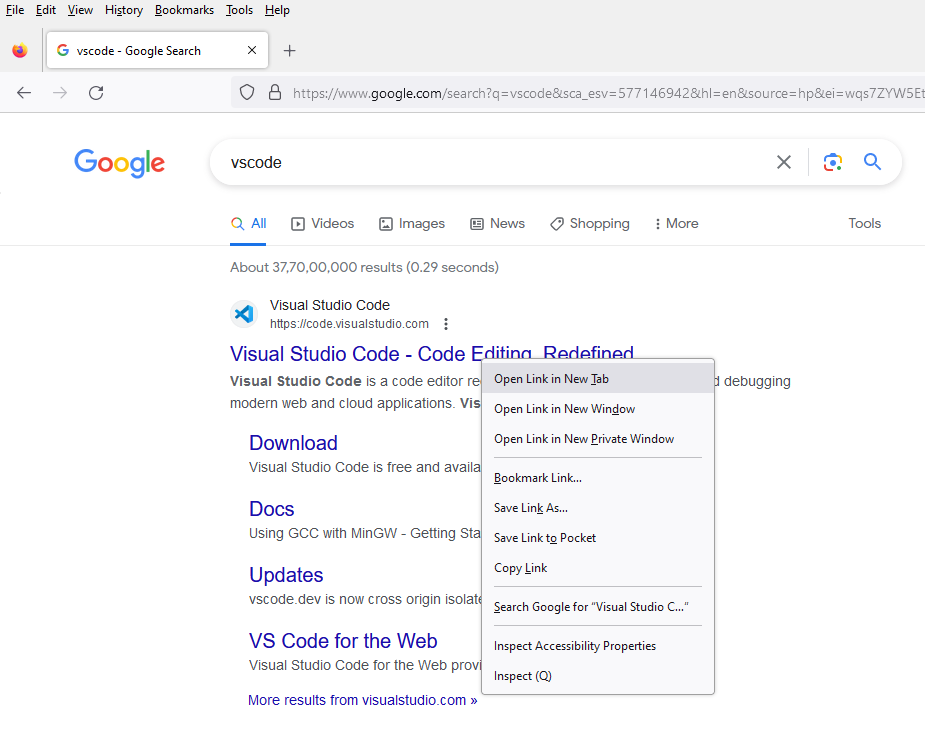 File Edit View History Bookmarks Tools Help
vscode - Google Search
https://www.google.com/search?q=vscode&sca_esv=577146942&hl=en&source=hp&ei=wqs7ZYW5Et
Google
vscode
All Videos Images News Shopping More Tools
About 37,70,00,000 results (0.29 seconds)
Visual Studio Code
https://code.visualstudio.com
Visual Studio Code - Code Editing. Redefined
Visual Studio Code is a code editor re d debugging
modern web and cloud applications. Vis
Download
Visual Studio Code is free and availa
Docs
Using GCC with MinGW - Getting Sta
Updates
vscode.dev is now cross origin isolate
VS Code for the Web
Visual Studio Code for the Web provi
More results from visualstudio.com »
Open Link in New Tab
Open Link in New Window
Open Link in New Private Window
Bookmark Link...
Save Link As...
Save Link to Pocket
Copy Link
Search Google for “Visual Studio C...”
Inspect Accessibility Properties
Inspect (Q)